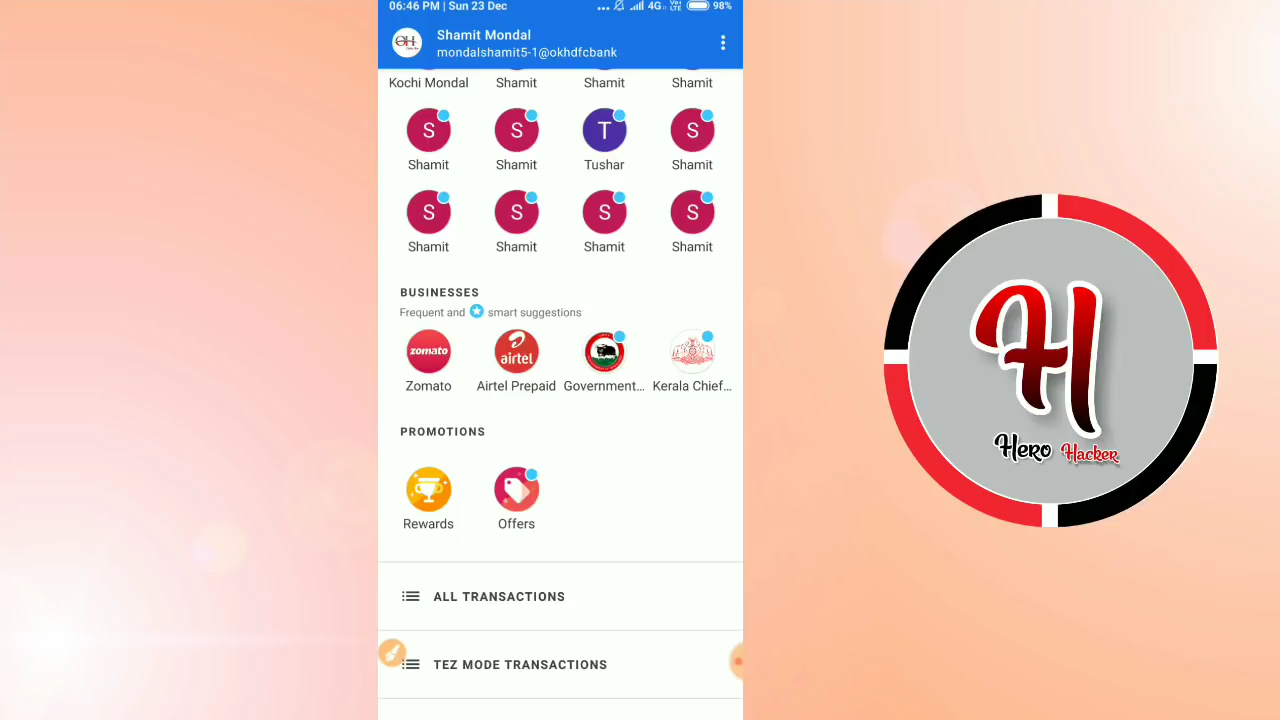 06:46 PM | Sun 23 Dec
... 4G VoLTE 98%
Shamit Mondal
mondalshamit5-1@okhdfcbank
Kochi Mondal Shamit Shamit Shamit
S S T S
Shamit Shamit Tushar Shamit
S S S S
Shamit Shamit Shamit Shamit
BUSINESSES
Frequent and smart suggestions
zomato airtel
Zomato Airtel Prepaid Government... Kerala Chief...
PROMOTIONS
Rewards Offers
ALL TRANSACTIONS
TEZ MODE TRANSACTIONS
H
Hero Hacker